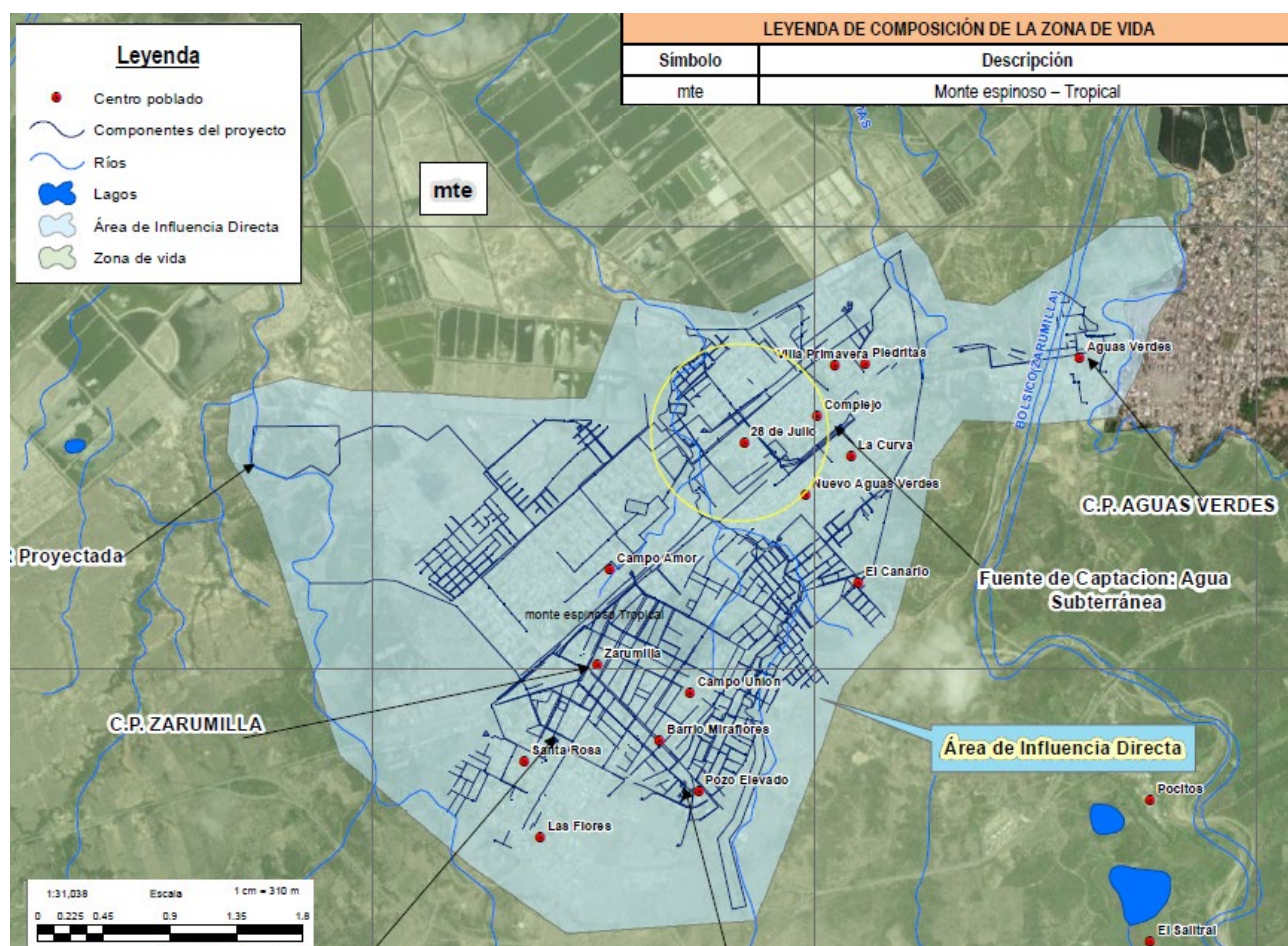 LEYENDA DE COMPOSICIÓN DE LA ZONA DE VIDA
Símbolo Descripción
mte Monte espinoso – Tropical
Leyenda
Centro poblado
Componentes del proyecto
Ríos
Lagos
Área de Influencia Directa
Zona de vida
mte
BOLSICO(ZARUMILLA)
Villa Primavera
Piedritas
Aguas Verdes
Complejo
28 de Julio
La Curva
Nuevo Aguas Verdes
C.P. AGUAS VERDES
Proyectada
Campo Amor
El Canario
Fuente de Captacion: Agua
Subterránea
monte espinoso Tropical
Zarumilla
Campo Union
C.P. ZARUMILLA
Barrio Miraflores
Santa Rosa
Área de Influencia Directa
Pozo Elevado
Pocitos
Las Flores
1:31,038 Escala 1 cm = 310 m
0 0.225 0.45 0.9 1.35 1.8
El Salitral